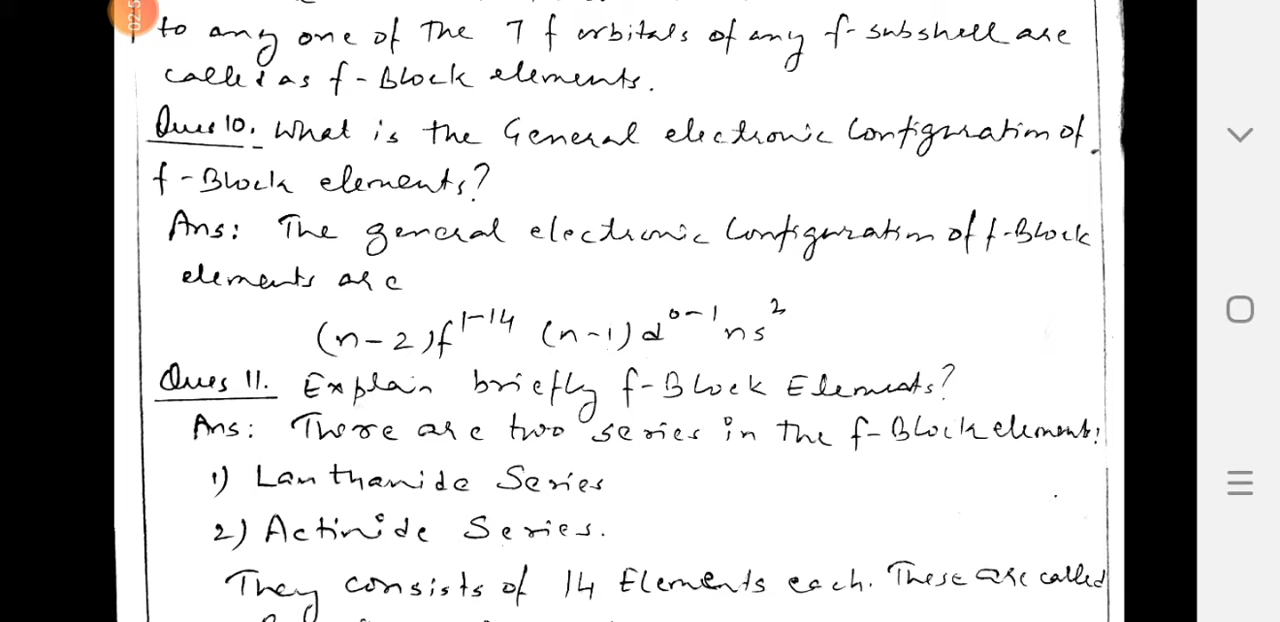 to any one of the 7 f orbitals of any f-subshell are
called as f-Block elements.
Ques 10. What is the General electronic Configuration of
f-Block elements?
Ans: The general electronic Configuration of f-Block
elements are
(n-2)f¹⁻¹⁴ (n-1)d⁰⁻¹ ns²
Ques 11. Explain briefly f-Block Elements?
Ans: There are two series in the f-Block elements:
1) Lanthanide Series
2) Actinide Series.
They consists of 14 Elements each. These are called